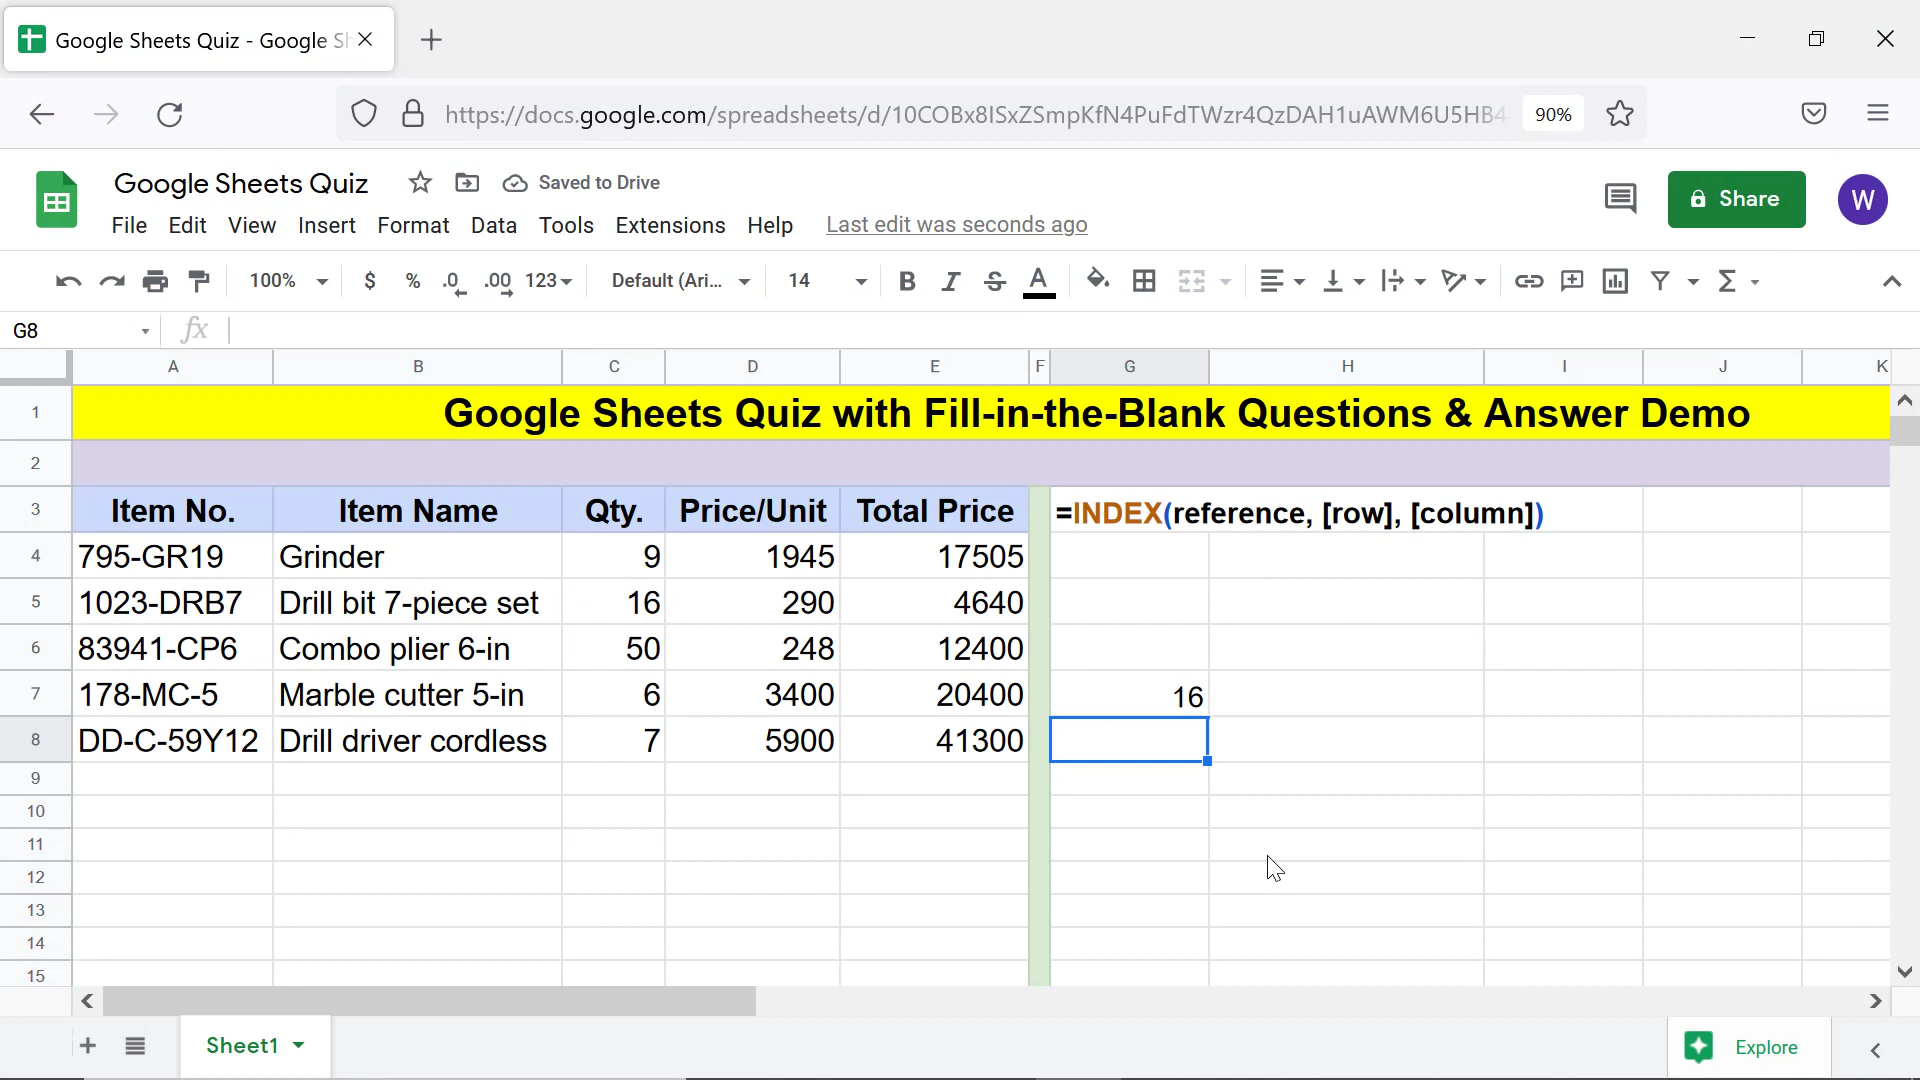 Google Sheets Quiz - Google Sh
https://docs.google.com/spreadsheets/d/10COBx8ISxZSmpKfN4PuFdTWzr4QzDAH1uAWM6U5HB4 90%
Google Sheets Quiz Saved to Drive
File Edit View Insert Format Data Tools Extensions Help Last edit was seconds ago
Share
W
100% $ % .0 .00 123 Default (Ari... 14 B I S A
G8 fx
A B C D E F G H I J K
1 Google Sheets Quiz with Fill-in-the-Blank Questions & Answer Demo
2
3 Item No. Item Name Qty. Price/Unit Total Price =INDEX(reference, [row], [column])
4 795-GR19 Grinder 9 1945 17505
5 1023-DRB7 Drill bit 7-piece set 16 290 4640
6 83941-CP6 Combo plier 6-in 50 248 12400
7 178-MC-5 Marble cutter 5-in 6 3400 20400 16
8 DD-C-59Y12 Drill driver cordless 7 5900 41300
9
10
11
12
13
14
15
Sheet1 Explore